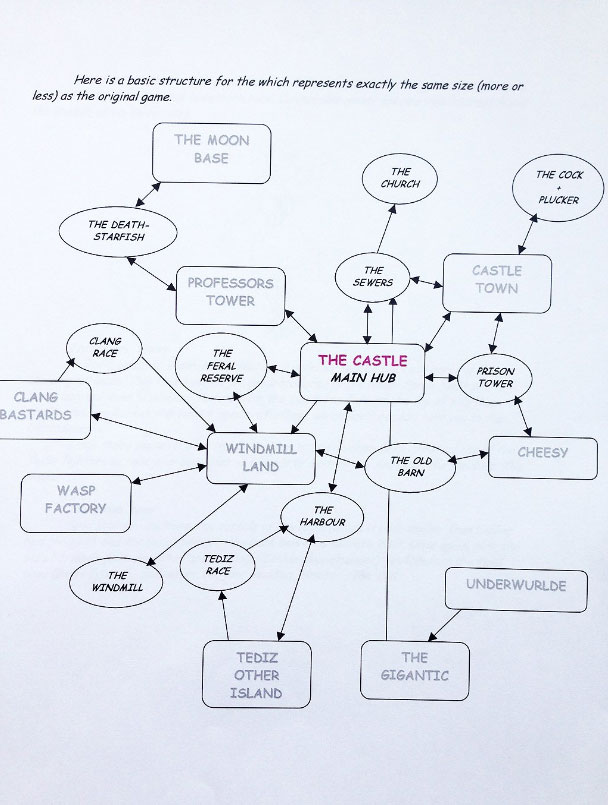 Here is a basic structure for the which represents exactly the same size (more or
less) as the original game.
THE MOON
BASE
THE
CHURCH
THE COCK
+
PLUCKER
THE DEATH-
STARFISH
PROFESSORS
TOWER
THE
SEWERS
CASTLE
TOWN
CLANG
RACE
THE
FERAL
RESERVE
THE CASTLE
MAIN HUB
PRISON
TOWER
CLANG
BASTARDS
WINDMILL
LAND
THE OLD
BARN
CHEESY
WASP
FACTORY
THE
HARBOUR
THE
WINDMILL
TEDIZ
RACE
UNDERWURLDE
TEDIZ
OTHER
ISLAND
THE
GIGANTIC